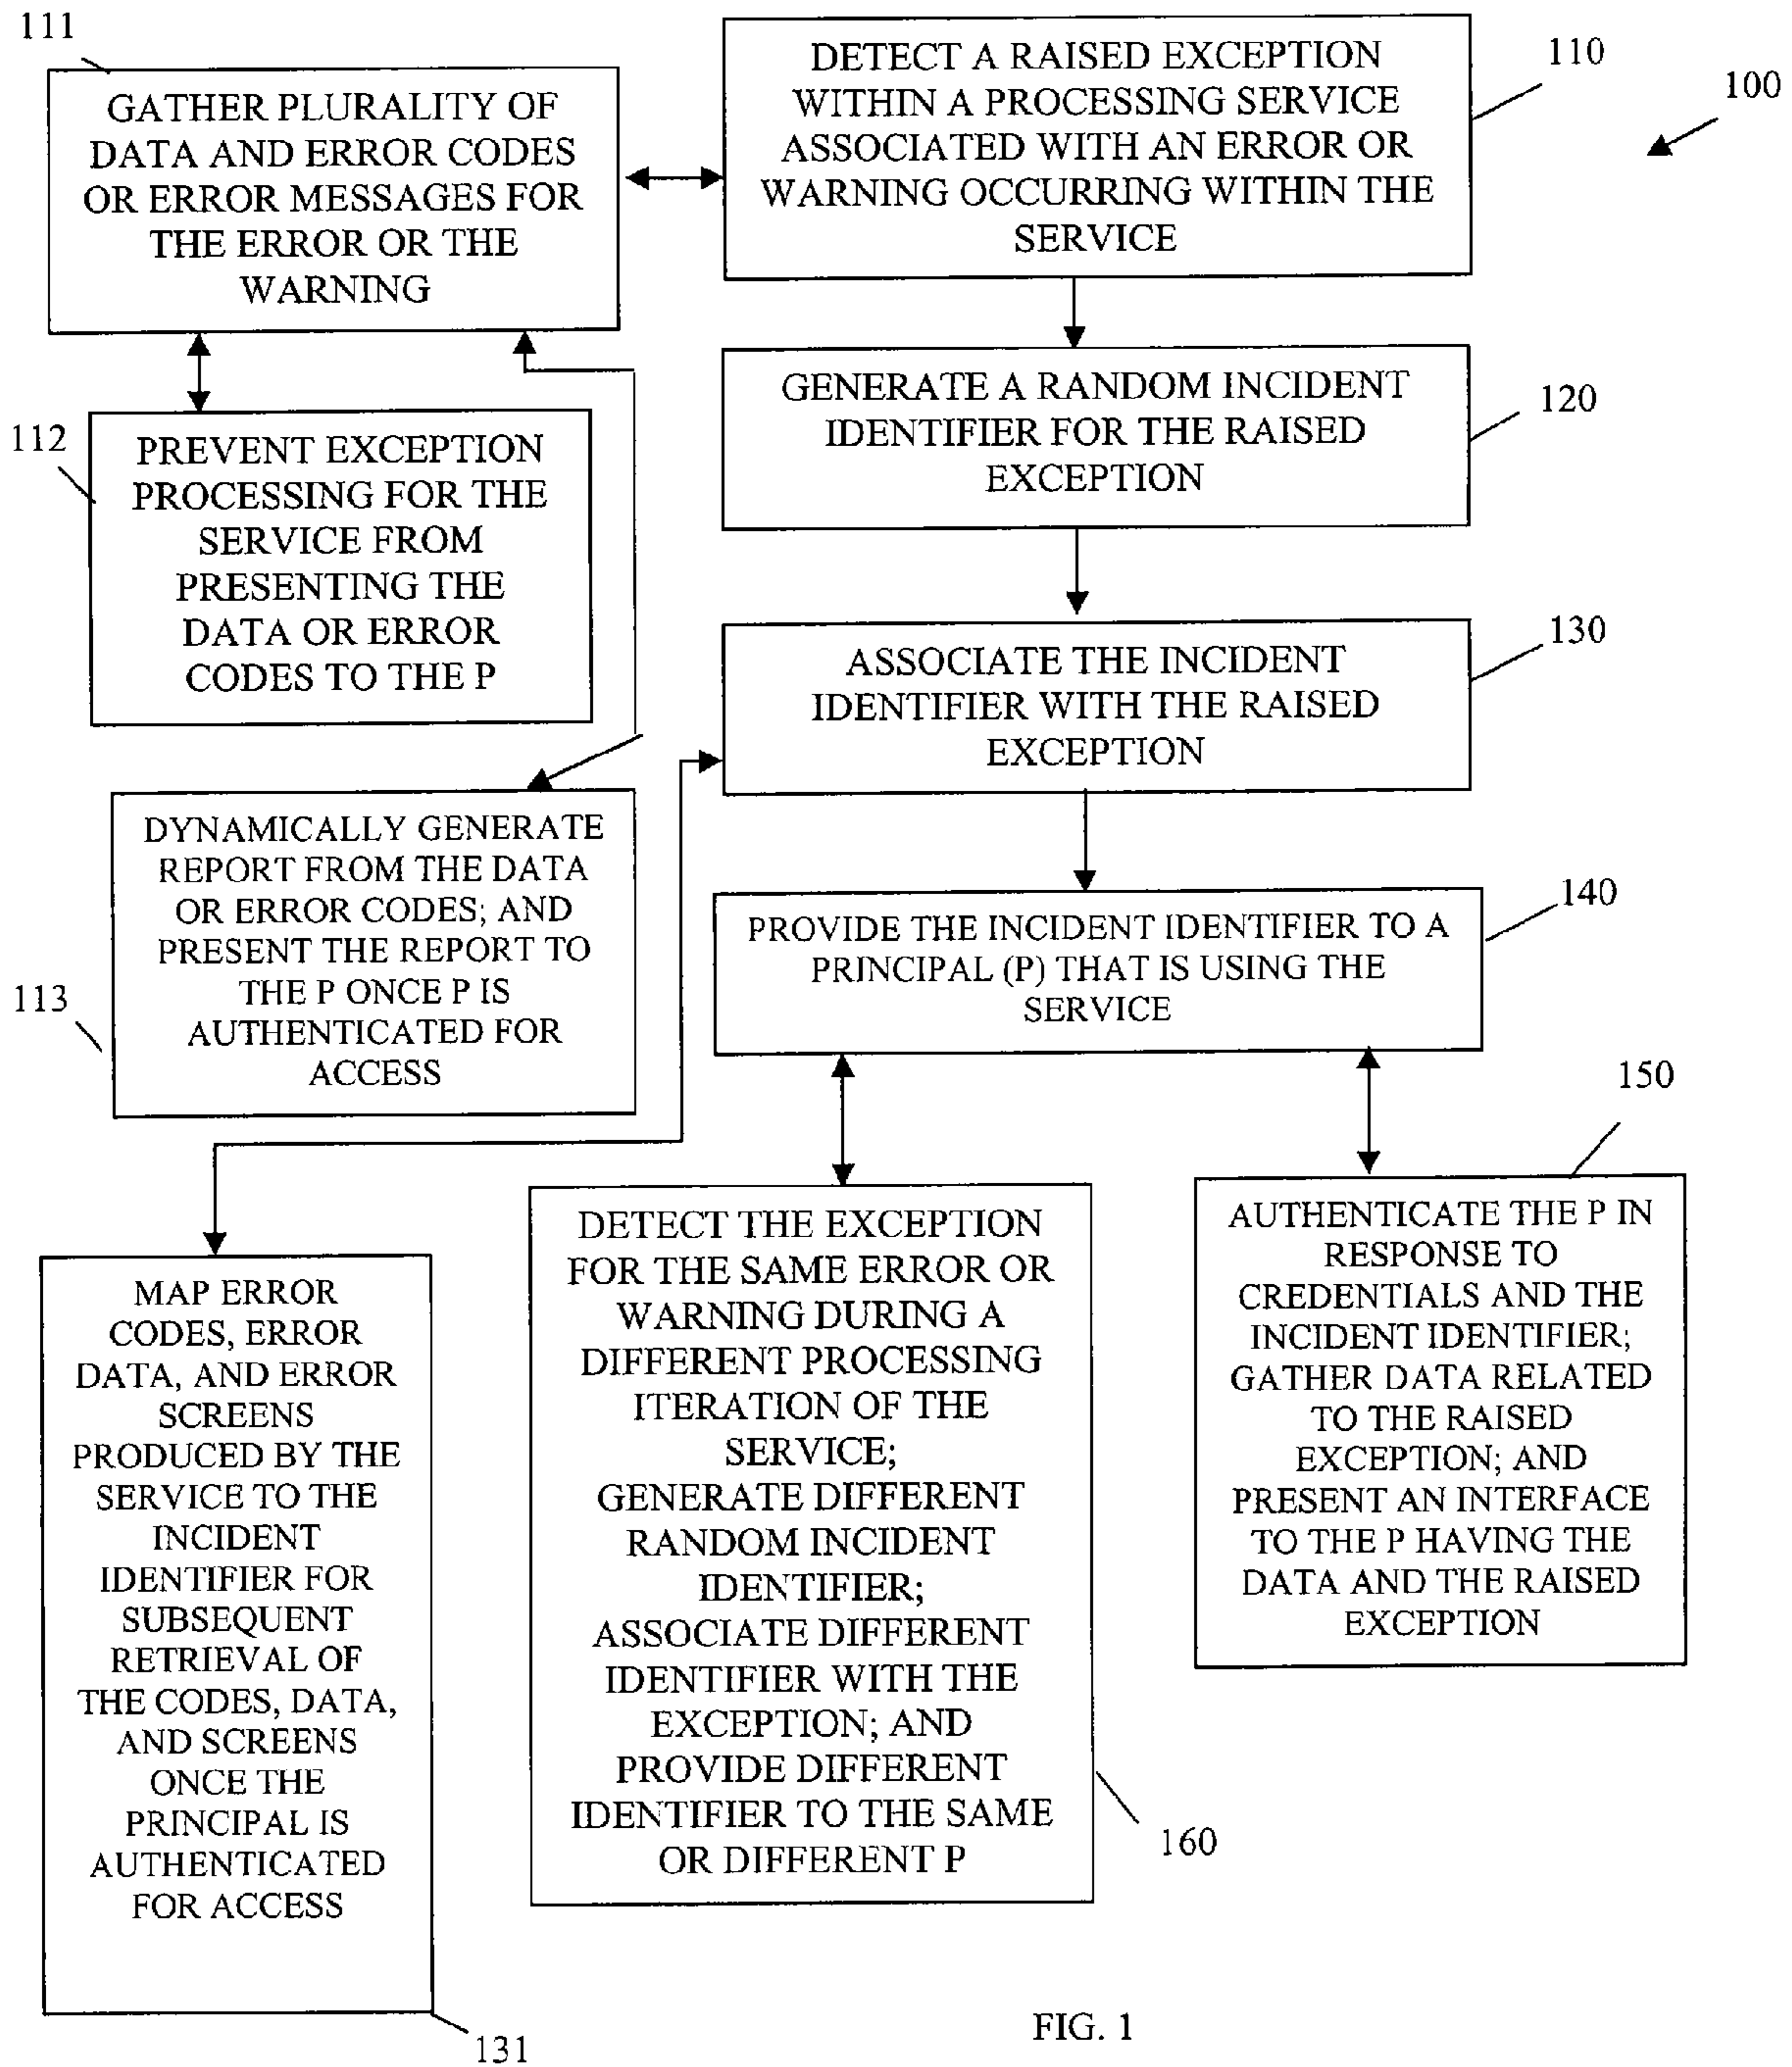 111
GATHER PLURALITY OF
DATA AND ERROR CODES
OR ERROR MESSAGES FOR
THE ERROR OR THE
WARNING
DETECT A RAISED EXCEPTION
WITHIN A PROCESSING SERVICE
ASSOCIATED WITH AN ERROR OR
WARNING OCCURRING WITHIN THE
SERVICE
110
100
GENERATE A RANDOM INCIDENT
IDENTIFIER FOR THE RAISED
EXCEPTION
120
112
PREVENT EXCEPTION
PROCESSING FOR THE
SERVICE FROM
PRESENTING THE
DATA OR ERROR
CODES TO THE P
ASSOCIATE THE INCIDENT
IDENTIFIER WITH THE RAISED
EXCEPTION
130
DYNAMICALLY GENERATE
REPORT FROM THE DATA
OR ERROR CODES; AND
PRESENT THE REPORT TO
THE P ONCE P IS
AUTHENTICATED FOR
ACCESS
113
PROVIDE THE INCIDENT IDENTIFIER TO A
PRINCIPAL (P) THAT IS USING THE
SERVICE
140
150
MAP ERROR
CODES, ERROR
DATA, AND ERROR
SCREENS
PRODUCED BY THE
SERVICE TO THE
INCIDENT
IDENTIFIER FOR
SUBSEQUENT
RETRIEVAL OF
THE CODES, DATA,
AND SCREENS
ONCE THE
PRINCIPAL IS
AUTHENTICATED
FOR ACCESS
131
DETECT THE EXCEPTION
FOR THE SAME ERROR OR
WARNING DURING A
DIFFERENT PROCESSING
ITERATION OF THE
SERVICE;
GENERATE DIFFERENT
RANDOM INCIDENT
IDENTIFIER;
ASSOCIATE DIFFERENT
IDENTIFIER WITH THE
EXCEPTION; AND
PROVIDE DIFFERENT
IDENTIFIER TO THE SAME
OR DIFFERENT P
160
AUTHENTICATE THE P IN
RESPONSE TO
CREDENTIALS AND THE
INCIDENT IDENTIFIER;
GATHER DATA RELATED
TO THE RAISED
EXCEPTION; AND
PRESENT AN INTERFACE
TO THE P HAVING THE
DATA AND THE RAISED
EXCEPTION
FIG. 1